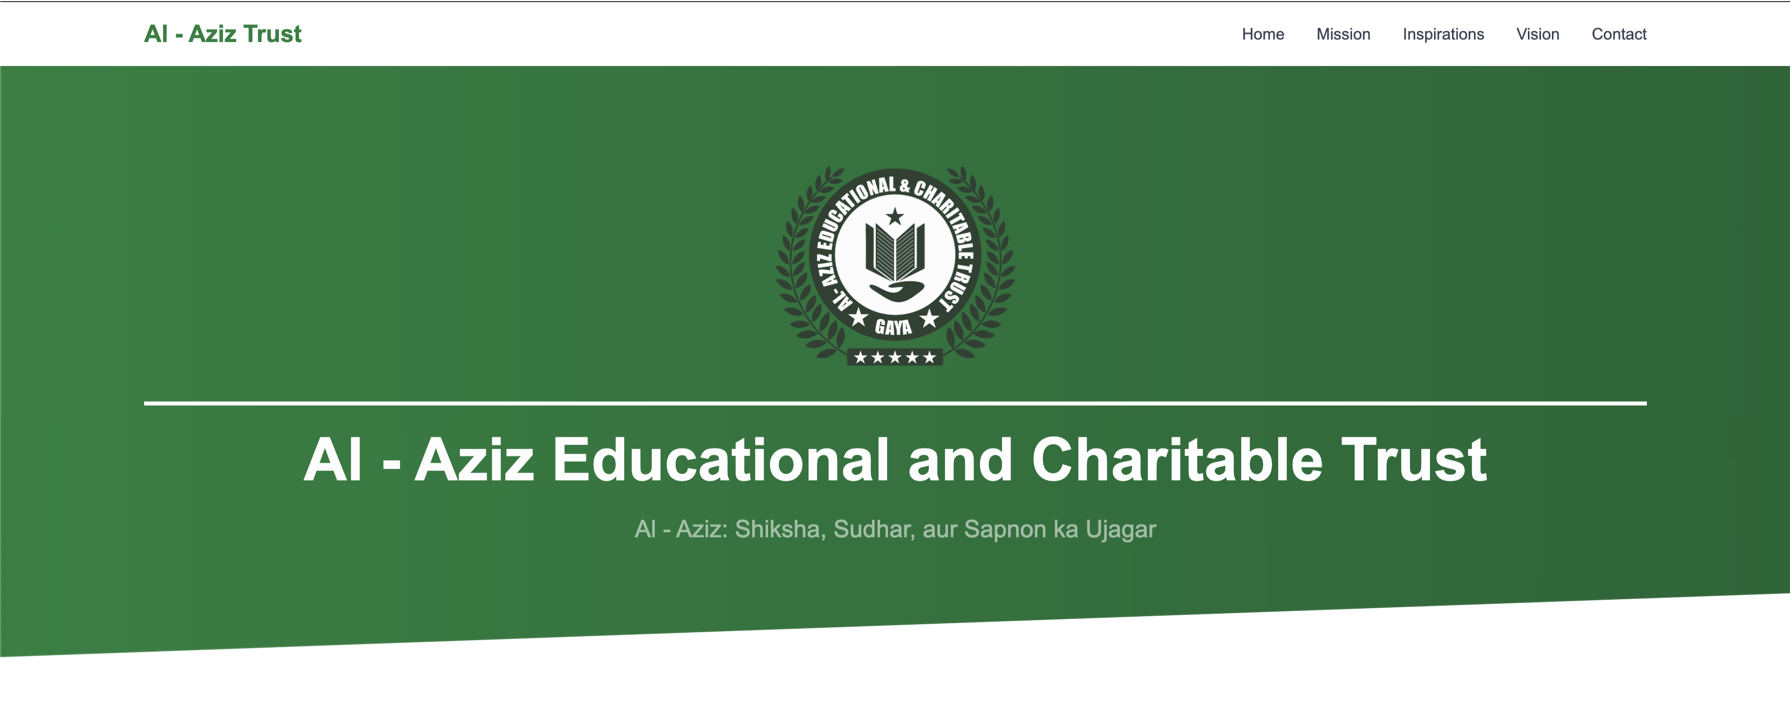 Al - Aziz Trust
Home Mission Inspirations Vision Contact
AL- AZIZ EDUCATIONAL & CHARITABLE TRUST
GAYA
Al - Aziz Educational and Charitable Trust
Al - Aziz: Shiksha, Sudhar, aur Sapnon ka Ujagar